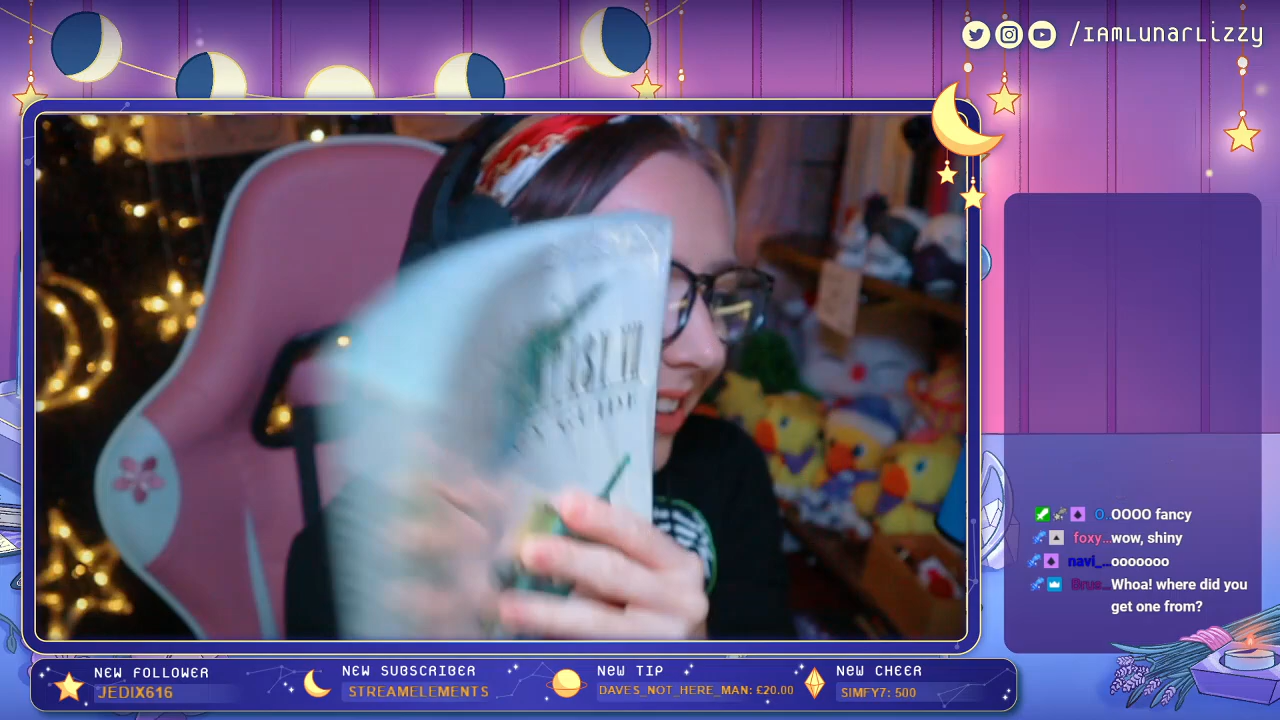 /IAMLUNARLIZZY
OOOO fancy
foxy...wow, shiny
navi_...ooooooo
Whoa! where did you
get one from?
NEW FOLLOWER
JEDIX616
NEW SUBSCRIBER
STREAMELEMENTS
NEW TIP
DAVES_NOT_HERE_MAN: £20.00
NEW CHEER
SIMFY7: 500